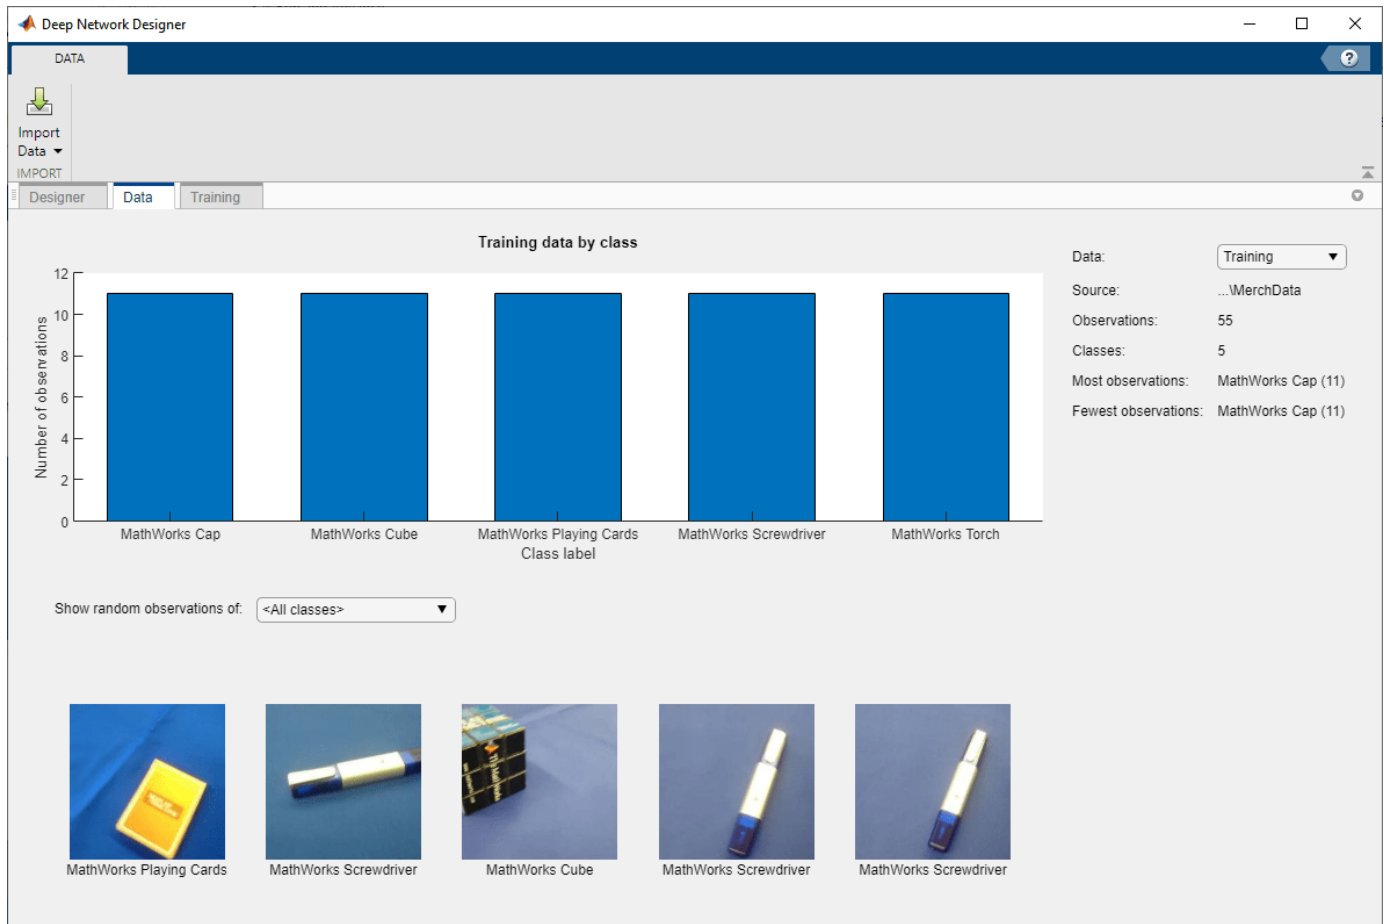 Deep Network Designer
DATA
?
Import
Data
IMPORT
Designer Data Training
Training data by class
12
10
8
6
4
2
0
Number of observations
MathWorks Cap MathWorks Cube MathWorks Playing Cards MathWorks Screwdriver MathWorks Torch
Class label
Data: Training
Source: ...\MerchData
Observations: 55
Classes: 5
Most observations: MathWorks Cap (11)
Fewest observations: MathWorks Cap (11)
Show random observations of: <All classes>
The MathWorks
MathWorks Playing Cards MathWorks Screwdriver MathWorks Cube MathWorks Screwdriver MathWorks Screwdriver